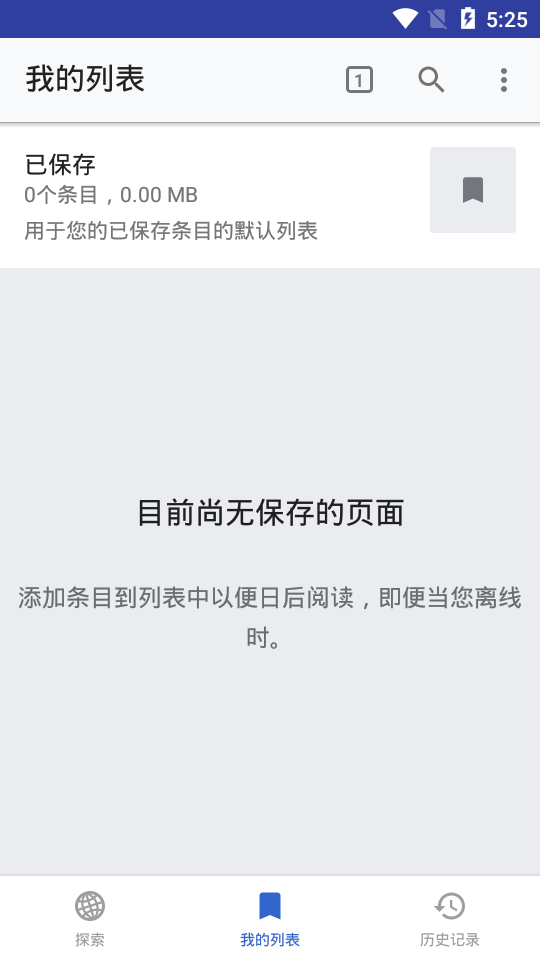 5:25
我的列表
1
已保存
0个条目，0.00 MB
用于您的已保存条目的默认列表
目前尚无保存的页面
添加条目到列表中以便日后阅读，即便当您离线
时。
探索
我的列表
历史记录